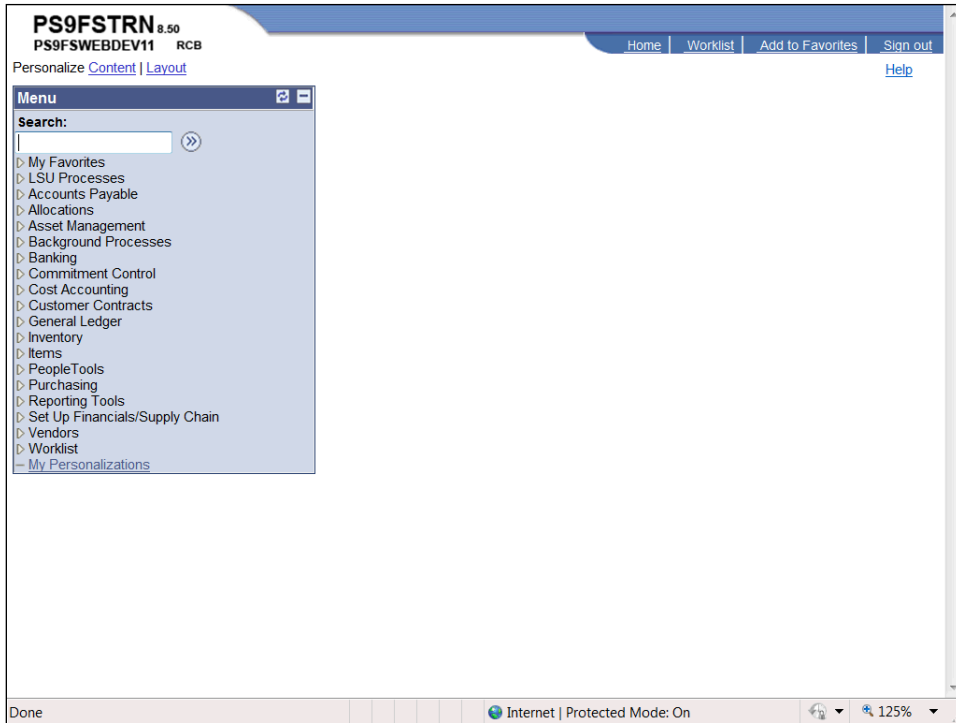 PS9FSTRN 8.50
PS9FSWEBDEV11 RCB
Home Worklist Add to Favorites Sign out
Personalize Content | Layout
Help
Menu
Search:
My Favorites
LSU Processes
Accounts Payable
Allocations
Asset Management
Background Processes
Banking
Commitment Control
Cost Accounting
Customer Contracts
General Ledger
Inventory
Items
PeopleTools
Purchasing
Reporting Tools
Set Up Financials/Supply Chain
Vendors
Worklist
My Personalizations
Done Internet | Protected Mode: On 125%